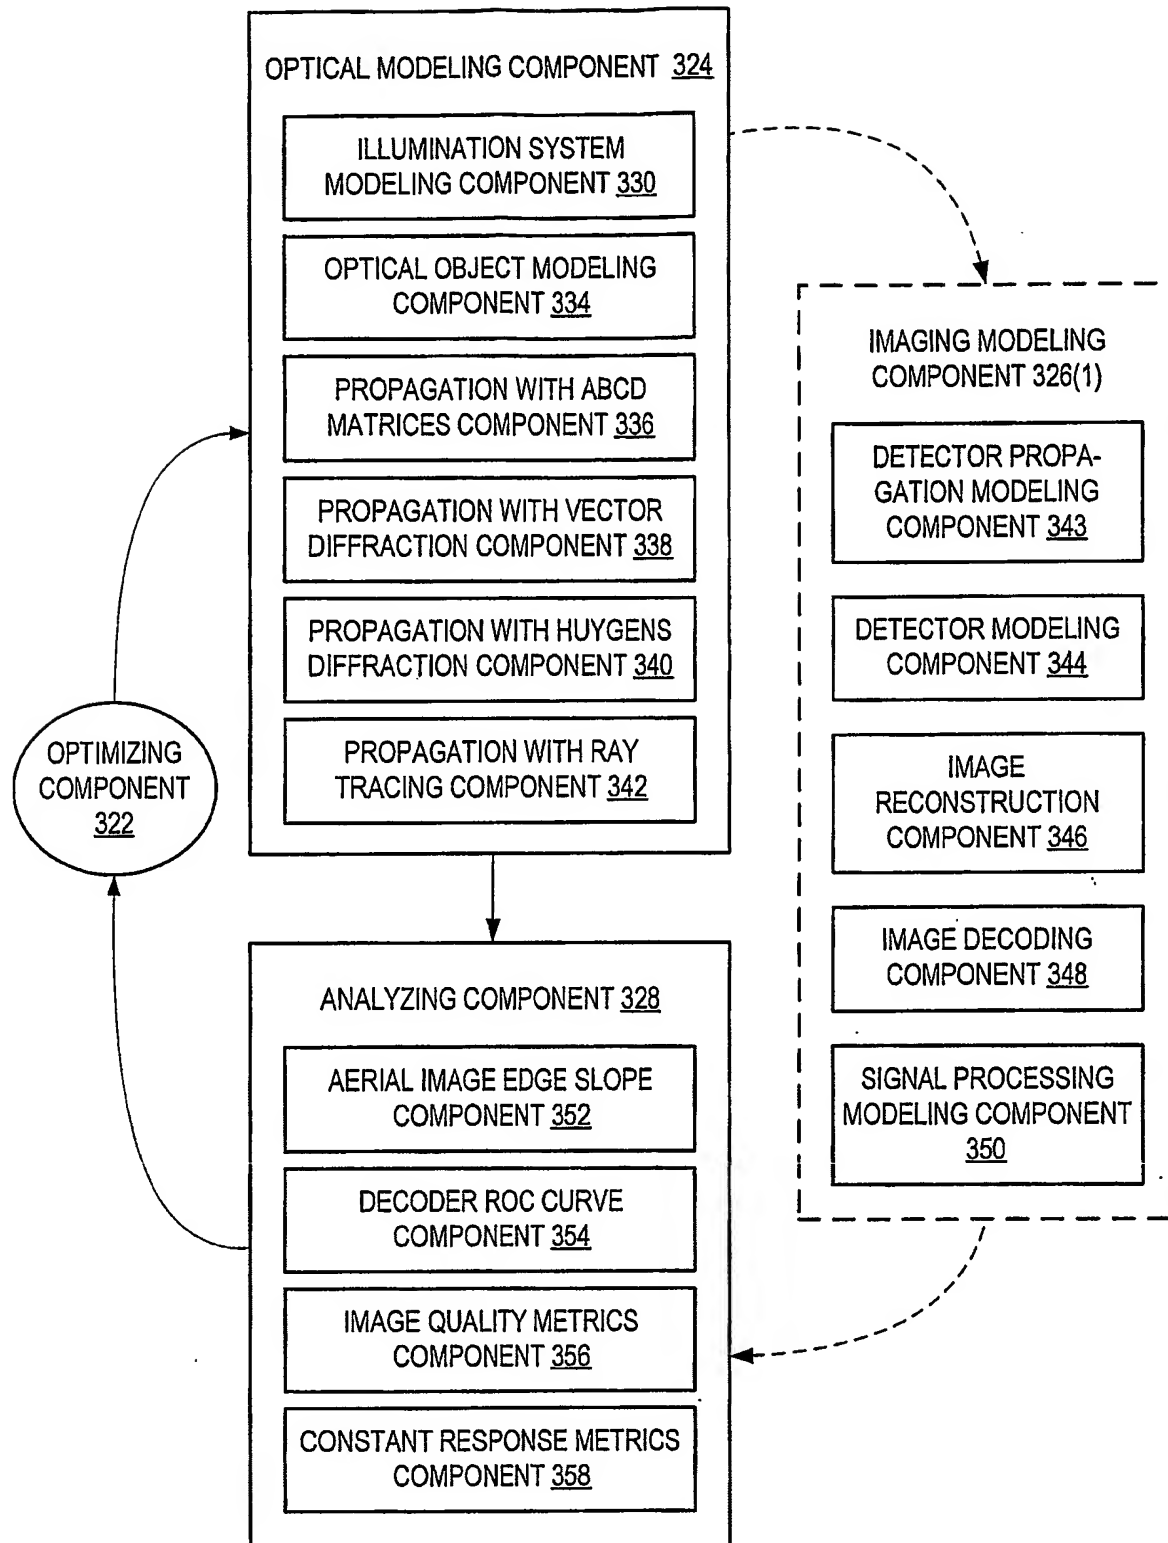 OPTICAL MODELING COMPONENT 324
ILLUMINATION SYSTEM
MODELING COMPONENT 330
OPTICAL OBJECT MODELING
COMPONENT 334
PROPAGATION WITH ABCD
MATRICES COMPONENT 336
PROPAGATION WITH VECTOR
DIFFRACTION COMPONENT 338
PROPAGATION WITH HUYGENS
DIFFRACTION COMPONENT 340
PROPAGATION WITH RAY
TRACING COMPONENT 342
OPTIMIZING
COMPONENT
322
IMAGING MODELING
COMPONENT 326(1)
DETECTOR PROPA-
GATION MODELING
COMPONENT 343
DETECTOR MODELING
COMPONENT 344
IMAGE
RECONSTRUCTION
COMPONENT 346
IMAGE DECODING
COMPONENT 348
SIGNAL PROCESSING
MODELING COMPONENT
350
ANALYZING COMPONENT 328
AERIAL IMAGE EDGE SLOPE
COMPONENT 352
DECODER ROC CURVE
COMPONENT 354
IMAGE QUALITY METRICS
COMPONENT 356
CONSTANT RESPONSE METRICS
COMPONENT 358